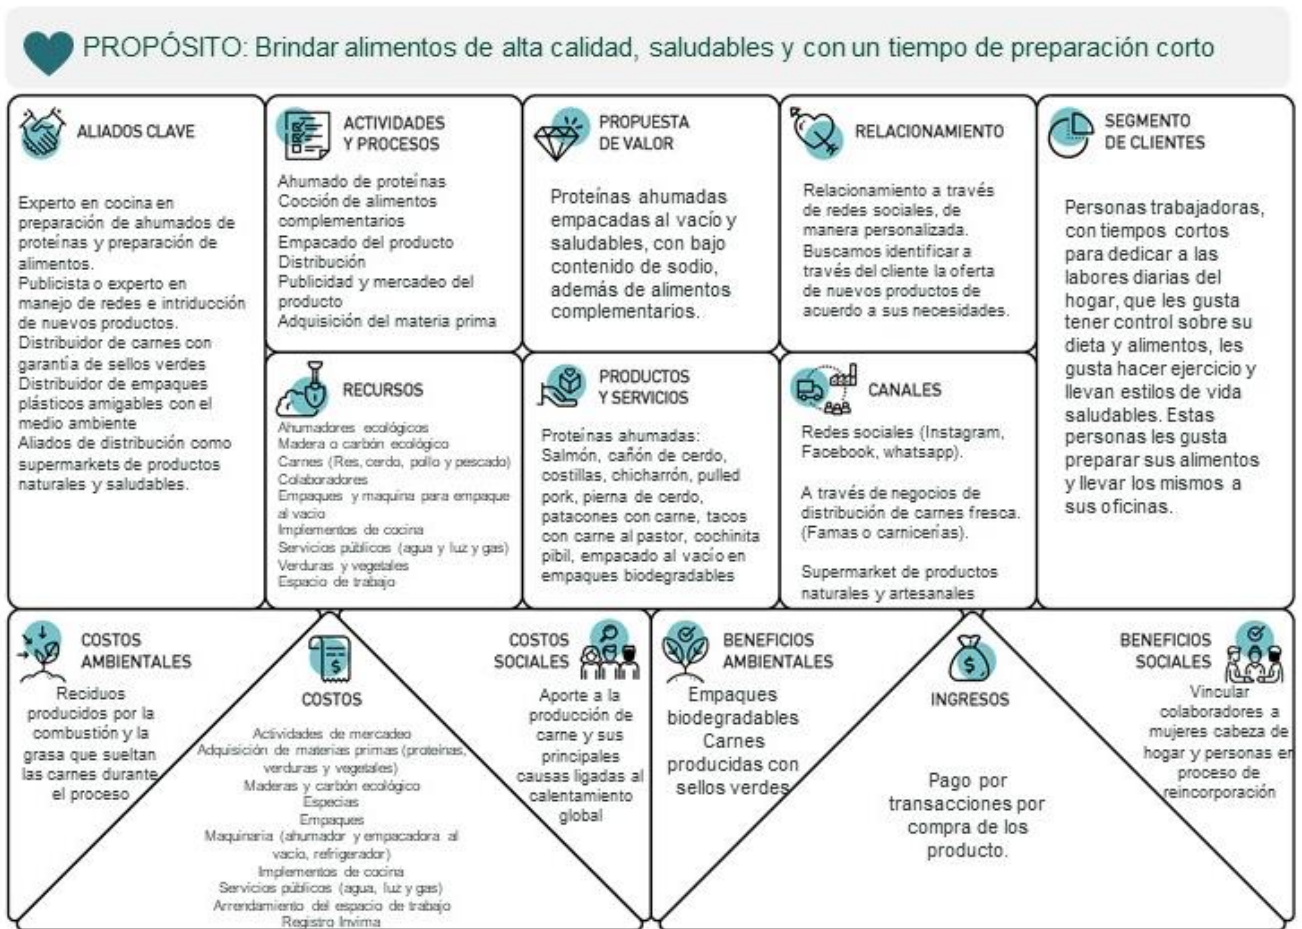 PROPÓSITO: Brindar alimentos de alta calidad, saludables y con un tiempo de preparación corto
ALIADOS CLAVE
Experto en cocina en
preparación de ahumados de
proteínas y preparación de
alimentos.
Publicista o experto en
manejo de redes e intriducción
de nuevos productos.
Distribuidor de carnes con
garantía de sellos verdes
Distribuidor de empaques
plásticos amigables con el
medio ambiente
Aliados de distribución como
supermarkets de productos
naturales y saludables.
ACTIVIDADES
Y PROCESOS
Ahumado de proteínas
Cocción de alimentos
complementarios
Empacado del producto
Distribución
Publicidad y mercadeo del
producto
Adquisición del materia prima
RECURSOS
Ahumadores ecológicos
Madera o carbón ecológico
Carnes (Res, cerdo, pollo y pescado)
Colaboradores
Empaques y maquina para empaque
al vacio
Implementos de cocina
Servicios públicos (agua y luz y gas)
Verduras y vegetales
Espacio de trabajo
PROPUESTA
DE VALOR
Proteínas ahumadas
empacadas al vacío y
saludables, con bajo
contenido de sodio,
además de alimentos
complementarios.
PRODUCTOS
Y SERVICIOS
Proteínas ahumadas:
Salmón, cañón de cerdo,
costillas, chicharrón, pulled
pork, pierna de cerdo,
patacones con carne, tacos
con carne al pastor, cochinita
pibil, empacado al vacío en
empaques biodegradables
RELACIONAMIENTO
Relacionamiento a través
de redes sociales, de
manera personalizada.
Buscamos identificar a
través del cliente la oferta
de nuevos productos de
acuerdo a sus necesidades.
CANALES
Redes sociales (Instagram,
Facebook, whatsapp).
A través de negocios de
distribución de carnes fresca.
(Famas o carnicerías).
Supermarket de productos
naturales y artesanales
SEGMENTO
DE CLIENTES
Personas trabajadoras,
con tiempos cortos
para dedicar a las
labores diarias del
hogar, que les gusta
tener control sobre su
dieta y alimentos, les
gusta hacer ejercicio y
llevan estilos de vida
saludables. Estas
personas les gusta
preparar sus alimentos
y llevar los mismos a
sus oficinas.
COSTOS
AMBIENTALES
Reciduos
producidos por la
combustión y la
grasa que sueltan
las carnes durante
el proceso
COSTOS
Actividades de mercadeo
Adquisición de materias primas (proteínas,
verduras y vegetales)
Maderas y carbón ecológico
Especias
Empaques
Maquinaria (ahumador y empacadora al
vacío, refrigerador)
Implementos de cocina
Servicios públicos (agua, luz y gas)
Arrendamiento del espacio de trabajo
Registro Invima
COSTOS
SOCIALES
Aporte a la
producción de
carne y sus
principales
causas ligadas al
calentamiento
global
BENEFICIOS
AMBIENTALES
Empaques
biodegradables
Carnes
producidas con
sellos verdes
INGRESOS
Pago por
transacciones por
compra de los
producto.
BENEFICIOS
SOCIALES
Vincular
colaboradores a
mujeres cabeza de
hogar y personas en
proceso de
reincorporación